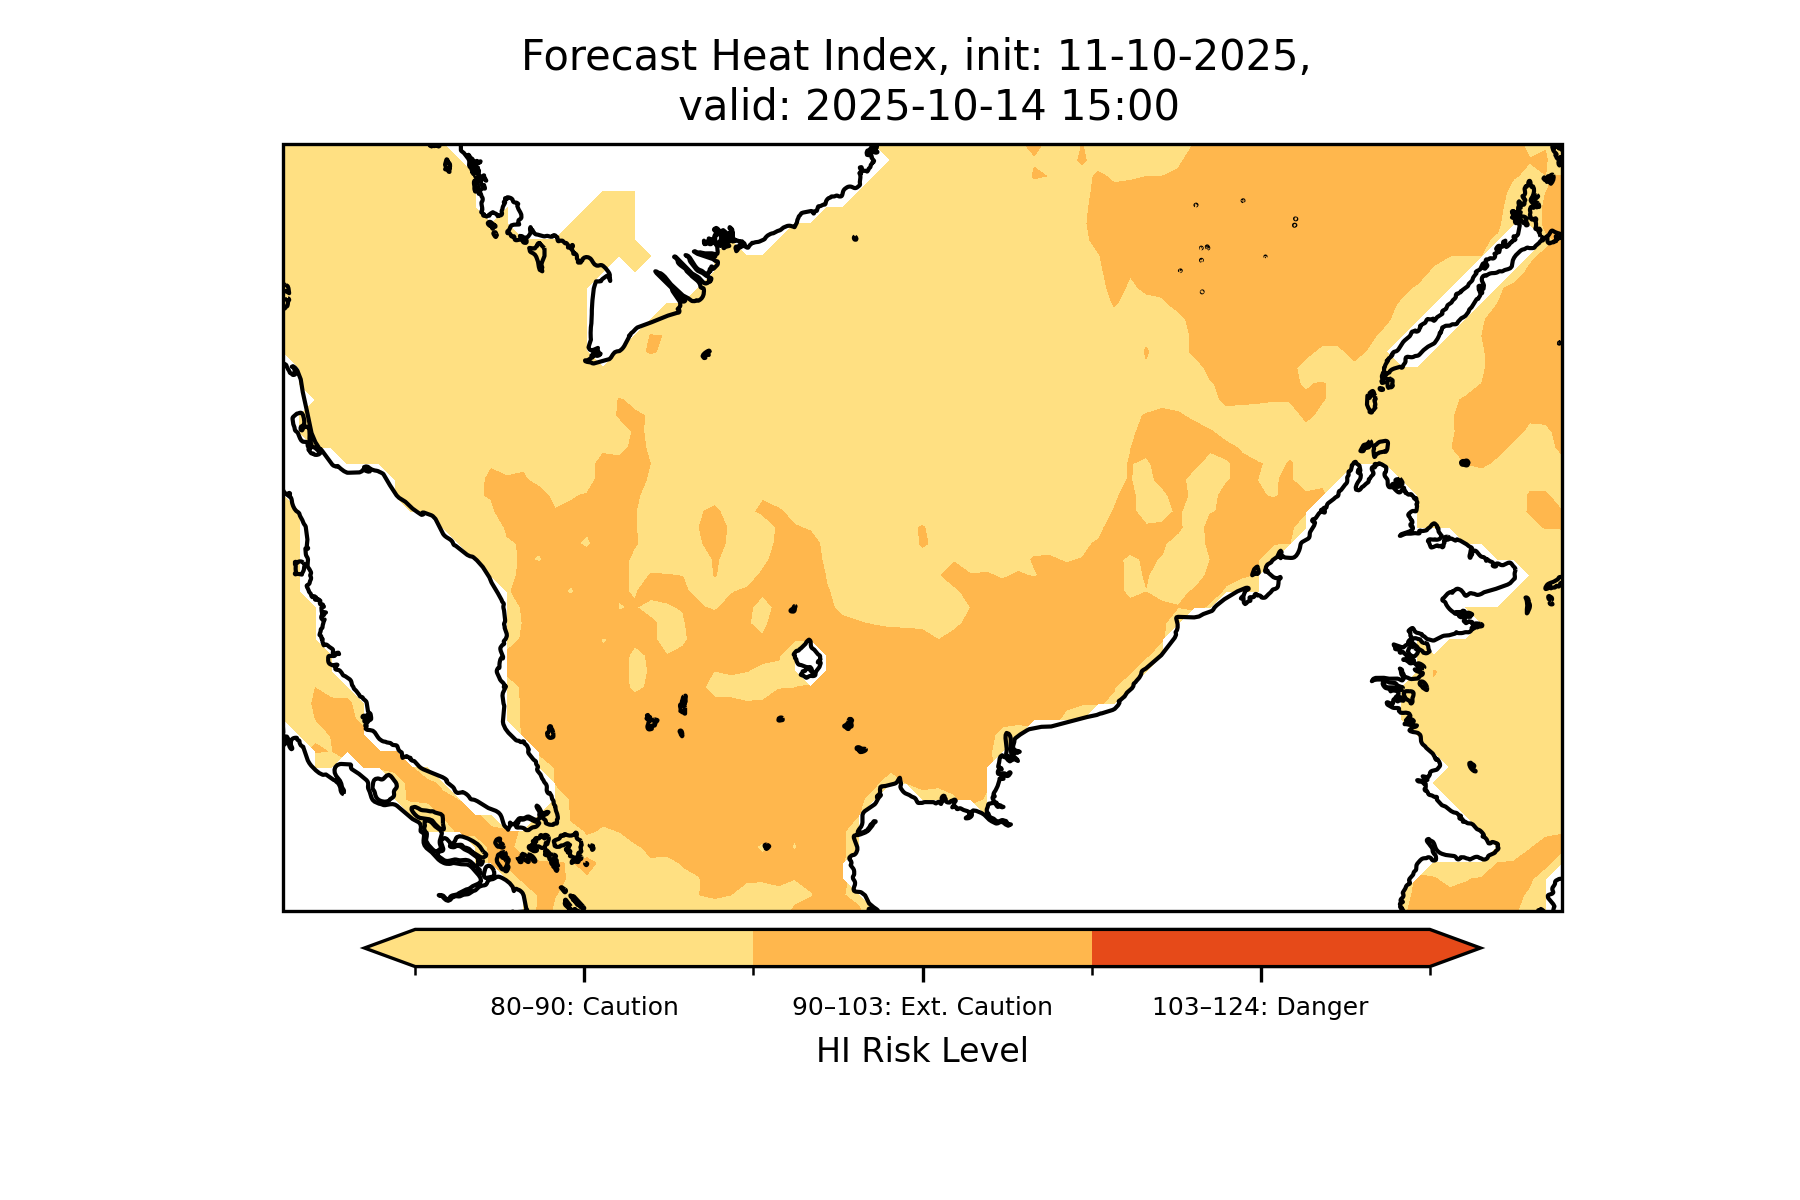 Forecast Heat Index, init: 11-10-2025,
valid: 2025-10-14 15:00
80–90: Caution
90–103: Ext. Caution
103–124: Danger
HI Risk Level